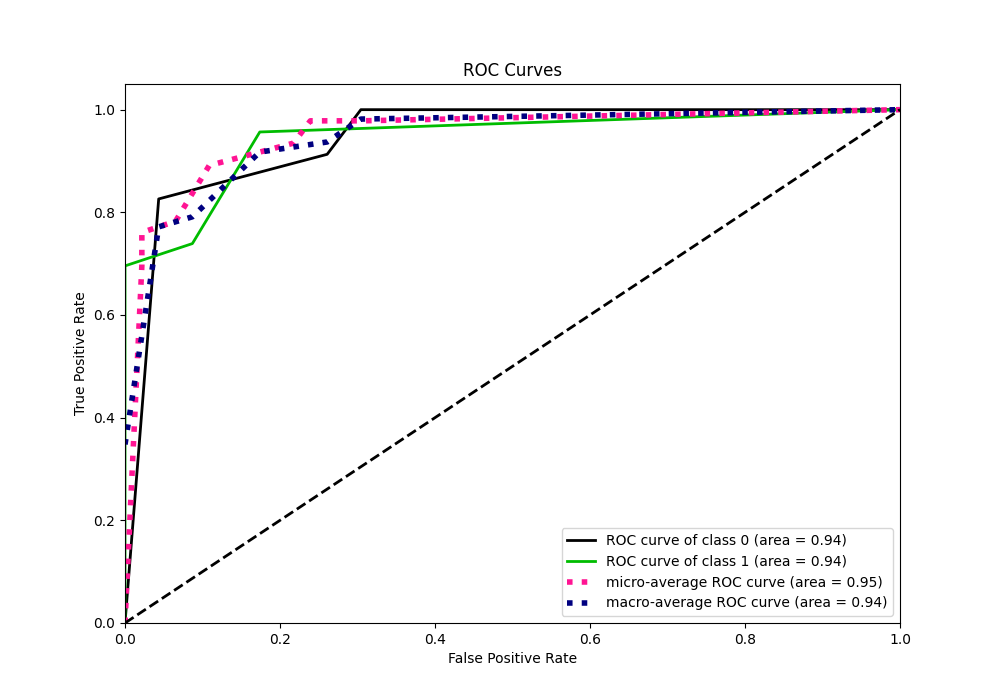 ROC Curves
True Positive Rate
1.0
0.8
0.6
0.4
0.2
0.0
0.0 0.2 0.4 0.6 0.8 1.0
False Positive Rate
ROC curve of class 0 (area = 0.94)
ROC curve of class 1 (area = 0.94)
micro-average ROC curve (area = 0.95)
macro-average ROC curve (area = 0.94)